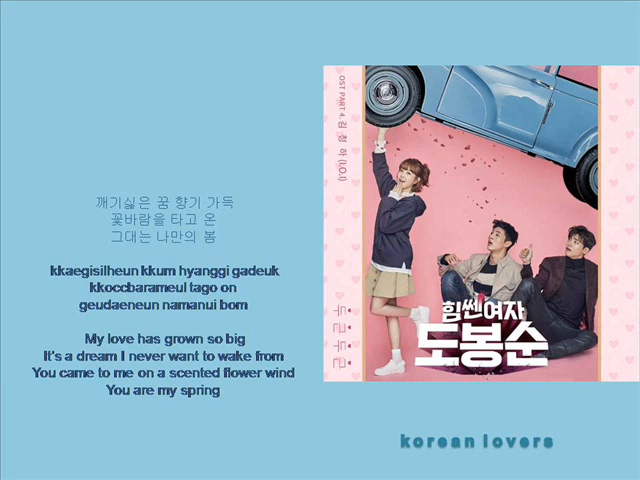 깨기싫은 꿈 향기 가득
꽃바람을 타고 온
그대는 나만의 봄
kkaegisilheun kkum hyanggi gadeuk
kkoccbarameul tago on
geudaeneun namanui bom
My love has grown so big
It's a dream I never want to wake from
You came to me on a scented flower wind
You are my spring
OST PART 4. 김 청 하 (I.O.I)
두근두근
힘쎈여자
도봉순
korean lovers